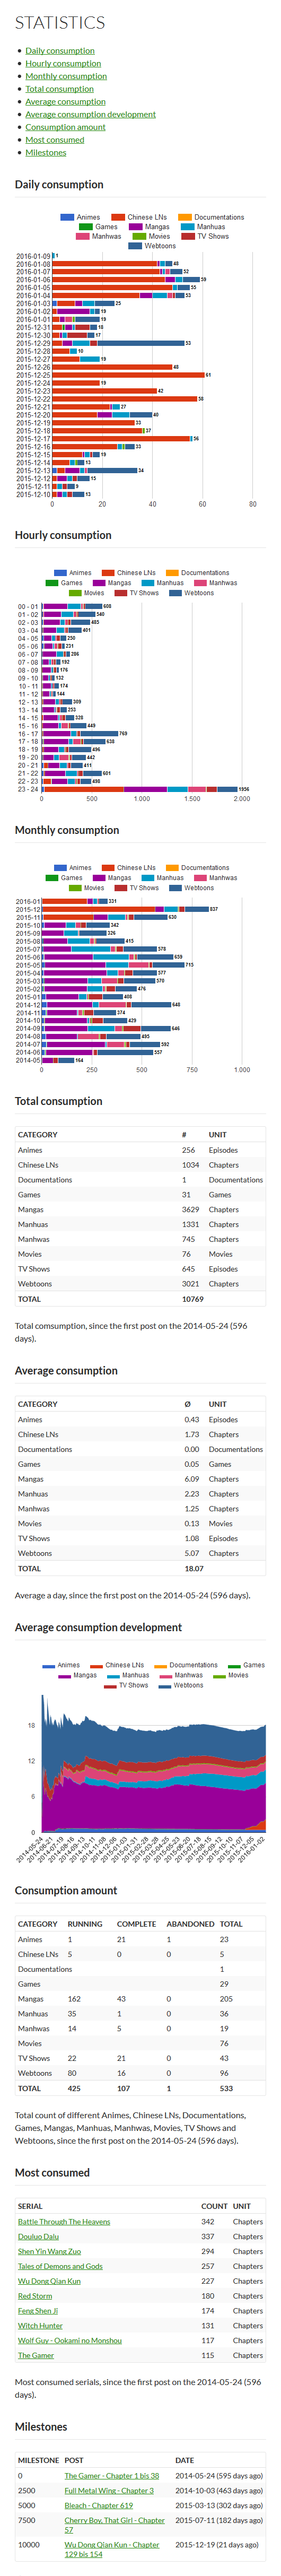 STATISTICS
Daily consumption
Hourly consumption
Monthly consumption
Total consumption
Average consumption
Average consumption development
Consumption amount
Most consumed
Milestones
Daily consumption
Animes Chinese LNs Documentations
Games Mangas Manhuas
Manhwas Movies TV Shows
Webtoons
2016-01-09 1
2016-01-08 48
2016-01-07 52
2016-01-06 59
2016-01-05 55
2016-01-04 53
2016-01-03 25
2016-01-02 19
2016-01-01 19
2015-12-31 18
2015-12-30 17
2015-12-29 53
2015-12-28 10
2015-12-27 19
2015-12-26 48
2015-12-25 61
2015-12-24 19
2015-12-23 42
2015-12-22 58
2015-12-21 27
2015-12-20 40
2015-12-19 33
2015-12-18 37
2015-12-17 56
2015-12-16 33
2015-12-15 19
2015-12-14 13
2015-12-13 34
2015-12-12 15
2015-12-11 9
2015-12-10 13
0 20 40 60 80
Hourly consumption
Animes Chinese LNs Documentations
Games Mangas Manhuas Manhwas
Movies TV Shows Webtoons
00 - 01 608
01 - 02 540
02 - 03 485
03 - 04 401
04 - 05 250
05 - 06 231
06 - 07 286
07 - 08 192
08 - 09 176
09 - 10 132
10 - 11 174
11 - 12 144
12 - 13 309
13 - 14 253
14 - 15 328
15 - 16 449
16 - 17 769
17 - 18 638
18 - 19 496
19 - 20 442
20 - 21 411
21 - 22 601
22 - 23 490
23 - 24 1956
0 500 1.000 1.500 2.000
Monthly consumption
Animes Chinese LNs Documentations
Games Mangas Manhuas Manhwas
Movies TV Shows Webtoons
2016-01 331
2015-12 837
2015-11 630
2015-10 342
2015-09 326
2015-08 415
2015-07 578
2015-06 659
2015-05 715
2015-04 577
2015-03 570
2015-02 476
2015-01 408
2014-12 648
2014-11 374
2014-10 429
2014-09 646
2014-08 495
2014-07 592
2014-06 557
2014-05 164
0 250 500 750 1.000
Total consumption
CATEGORY # UNIT
Animes 256 Episodes
Chinese LNs 1034 Chapters
Documentations 1 Documentations
Games 31 Games
Mangas 3629 Chapters
Manhuas 1331 Chapters
Manhwas 745 Chapters
Movies 76 Movies
TV Shows 645 Episodes
Webtoons 3021 Chapters
TOTAL 10769
Total comsumption, since the first post on the 2014-05-24 (596
days).
Average consumption
CATEGORY Ø UNIT
Animes 0.43 Episodes
Chinese LNs 1.73 Chapters
Documentations 0.00 Documentations
Games 0.05 Games
Mangas 6.09 Chapters
Manhuas 2.23 Chapters
Manhwas 1.25 Chapters
Movies 0.13 Movies
TV Shows 1.08 Episodes
Webtoons 5.07 Chapters
TOTAL 18.07
Average a day, since the first post on the 2014-05-24 (596 days).
Average consumption development
Animes Chinese LNs Documentations Games
Mangas Manhuas Manhwas Movies
TV Shows Webtoons
18
12
6
0
2014-05-24 2014-06-21 2014-07-19 2014-08-13 2014-10-11 2014-11-08 2014-12-06 2015-01-03 2015-01-31 2015-02-28 2015-03-28 2015-04-25 2015-05-23 2015-06-20 2015-07-18 2015-08-15 2015-09-12 2015-10-10 2015-11-07 2015-12-05 2016-01-02
Consumption amount
CATEGORY RUNNING COMPLETE ABANDONED TOTAL
Animes 1 21 1 23
Chinese LNs 5 0 0 5
Documentations 1
Games 29
Mangas 162 43 0 205
Manhuas 35 1 0 36
Manhwas 14 5 0 19
Movies 76
TV Shows 22 21 0 43
Webtoons 80 16 0 96
TOTAL 425 107 1 533
Total count of different Animes, Chinese LNs, Documentations,
Games, Mangas, Manhuas, Manhwas, Movies, TV Shows and
Webtoons, since the first post on the 2014-05-24 (596 days).
Most consumed
SERIAL COUNT UNIT
Battle Through The Heavens 342 Chapters
Douluo Dalu 337 Chapters
Shen Yin Wang Zuo 294 Chapters
Tales of Demons and Gods 257 Chapters
Wu Dong Qian Kun 227 Chapters
Red Storm 180 Chapters
Feng Shen Ji 174 Chapters
Witch Hunter 131 Chapters
Wolf Guy - Ookami no Monshou 117 Chapters
The Gamer 115 Chapters
Most consumed serials, since the first post on the 2014-05-24 (596
days).
Milestones
MILESTONE POST DATE
0 The Gamer - Chapter 1 bis 38 2014-05-24 (595 days ago)
2500 Full Metal Wing - Chapter 3 2014-10-03 (463 days ago)
5000 Bleach - Chapter 619 2015-03-13 (302 days ago)
7500 Cherry Boy, That Girl - Chapter 2015-07-11 (182 days ago)
57
10000 Wu Dong Qian Kun - Chapter 2015-12-19 (21 days ago)
129 bis 154